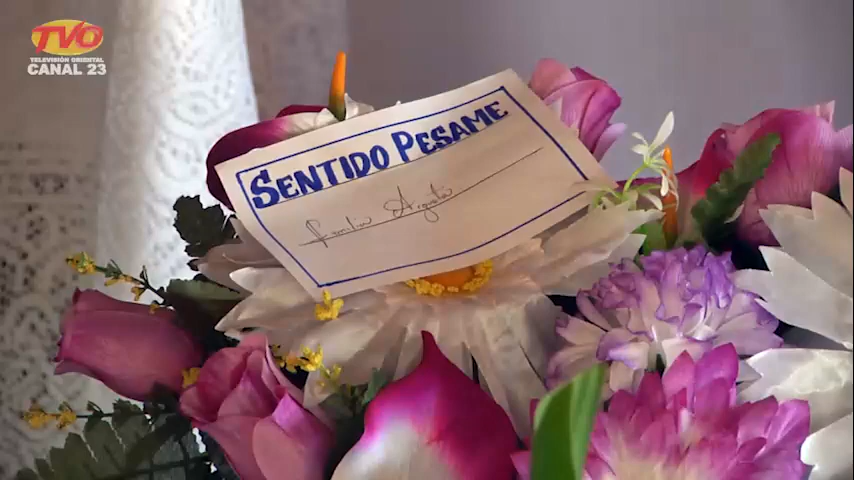 TVO
TELEVISIÓN ORIENTAL
CANAL 23
SENTIDO PESAME
Familia Argueta